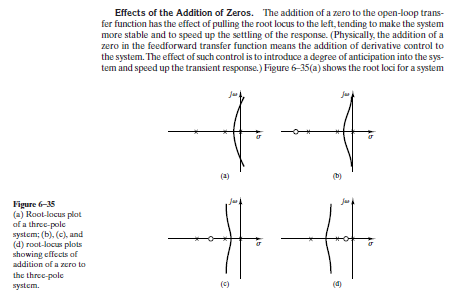 Effects of the Addition of Zeros. The addition of a zero to the open-loop trans-
fer function has the effect of pulling the root locus to the left, tending to make the system
more stable and to speed up the settling of the response. (Physically, the addition of a
zero in the feedforward transfer function means the addition of derivative control to
the system. The effect of such control is to introduce a degree of anticipation into the sys-
tem and speed up the transient response.) Figure 6–35(a) shows the root loci for a system
jω
σ
(a)
jω
σ
(b)
jω
σ
(c)
jω
σ
(d)
Figure 6–35
(a) Root-locus plot
of a three-pole
system; (b), (c), and
(d) root-locus plots
showing effects of
addition of a zero to
the three-pole
system.